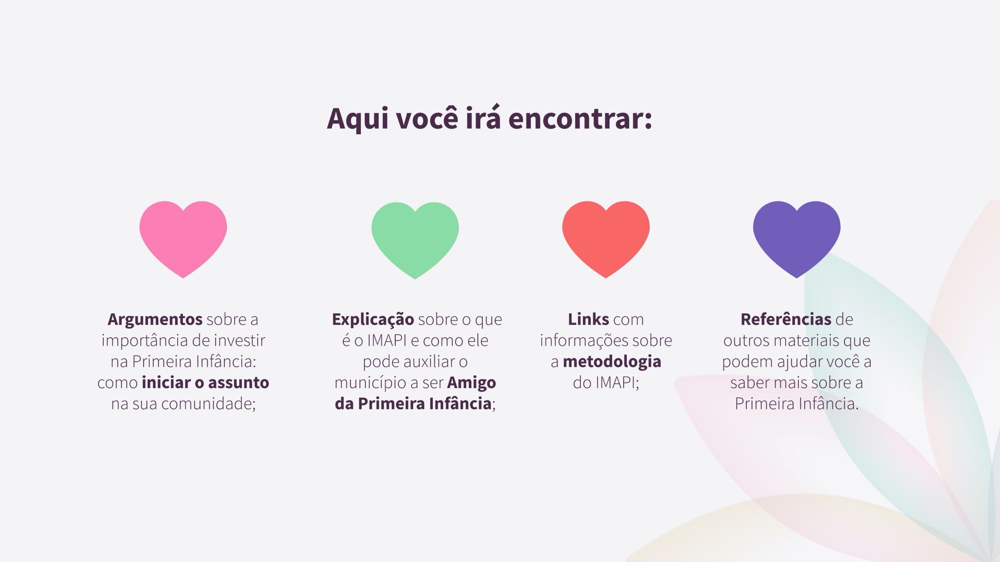 Aqui você irá encontrar:
Argumentos sobre a
importância de investir
na Primeira Infância:
como iniciar o assunto
na sua comunidade;
Explicação sobre o que
é o IMAPI e como ele
pode auxiliar o
município a ser Amigo
da Primeira Infância;
Links com
informações sobre
a metodologia
do IMAPI;
Referências de
outros materiais que
podem ajudar você a
saber mais sobre a
Primeira Infância.